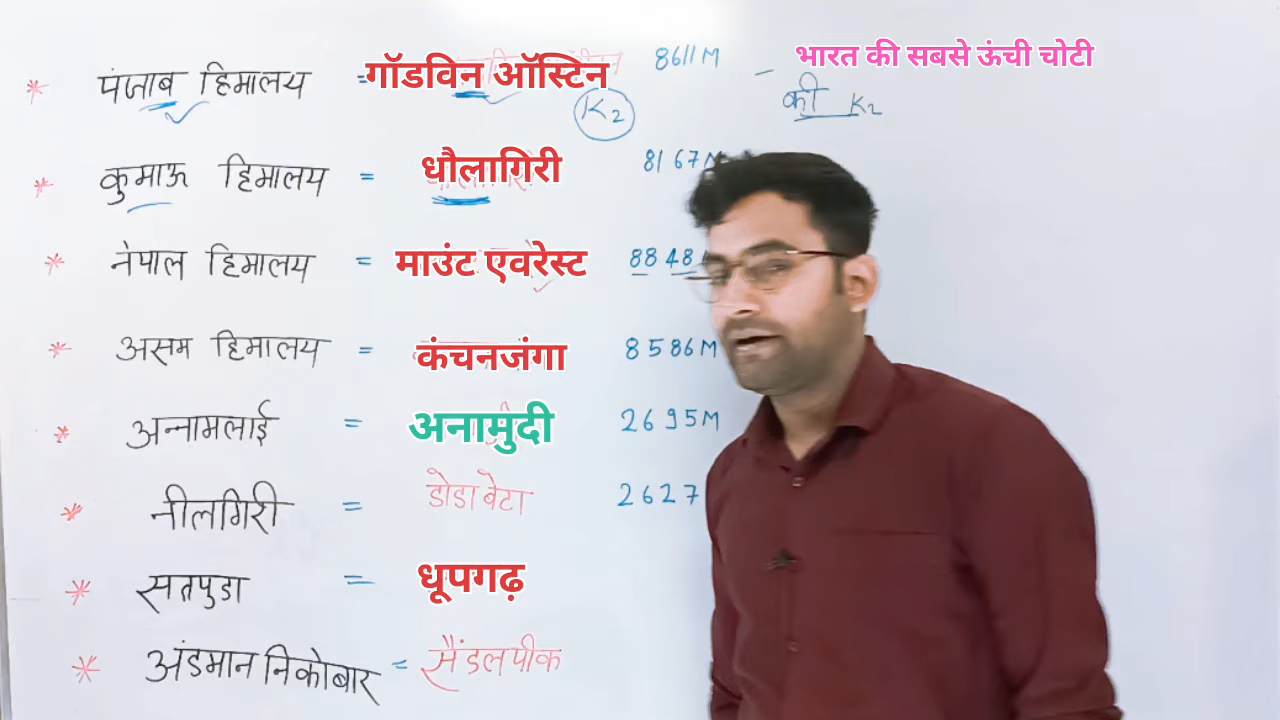 * पंजाब हिमालय = गॉडविन ऑस्टिन 8611M - भारत की सबसे ऊंची चोटी
K2 की K2
* कुमाऊ हिमालय = धौलागिरी 8167M
* नेपाल हिमालय = माउंट एवरेस्ट 8848
* असम हिमालय = कंचनजंगा 8586M
* अन्नामलाई = अनामुदी 2695M
* नीलगिरी = डोडाबेटा 2627
* सतपुडा = धूपगढ़
* अंडमान निकोबार = सैंडलपीक